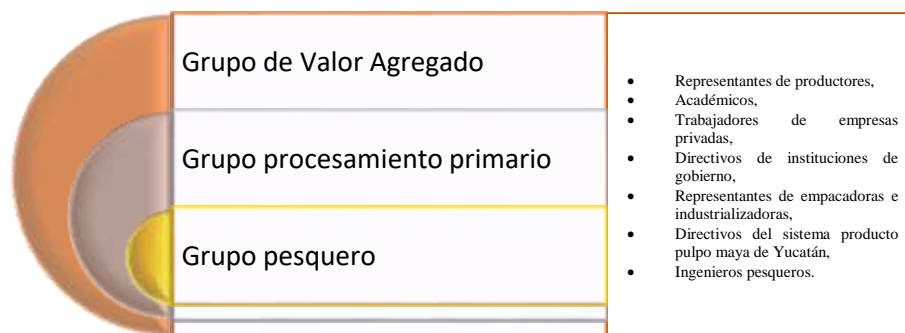 Grupo de Valor Agregado
Grupo procesamiento primario
Grupo pesquero
• Representantes de productores,
• Académicos,
• Trabajadores de empresas
privadas,
• Directivos de instituciones de
gobierno,
• Representantes de empacadoras e
industrializadoras,
• Directivos del sistema producto
pulpo maya de Yucatán,
• Ingenieros pesqueros.